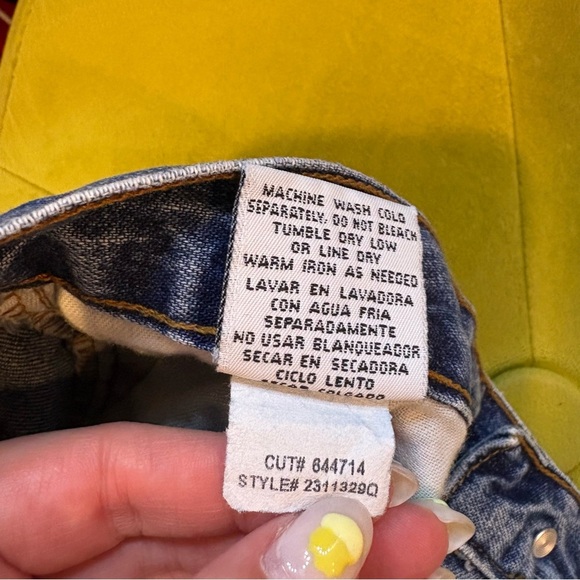 MACHINE WASH COLD
SEPARATELY, DO NOT BLEACH
TUMBLE DRY LOW
OR LINE DRY
WARM IRON AS NEEDED
LAVAR EN LAVADORA
CON AGUA FRIA
SEPARADAMENTE
NO USAR BLANQUEADOR
SECAR EN SECADORA
CICLO LENTO
CUT# 644714
STYLE# 2311329Q